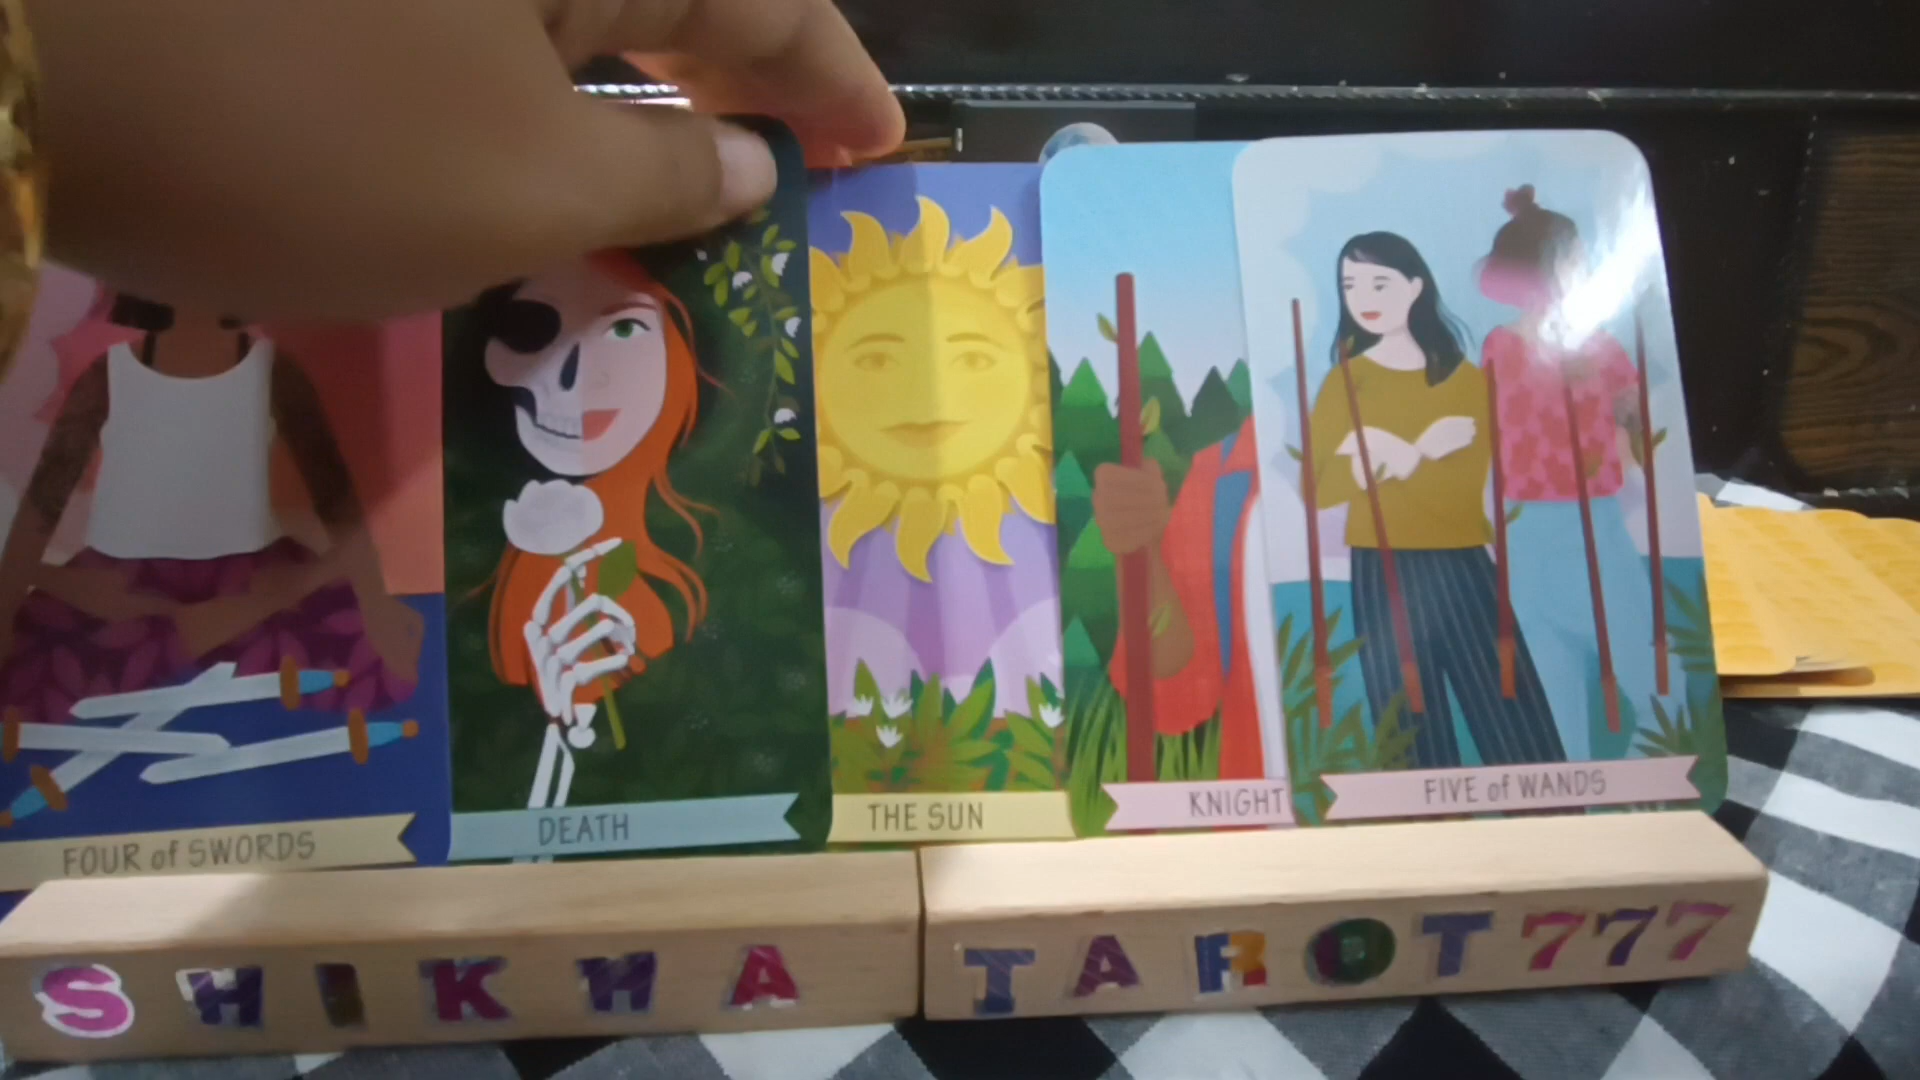 FOUR of SWORDS
DEATH
THE SUN
KNIGHT
FIVE of WANDS
SHIKHA TAROT777